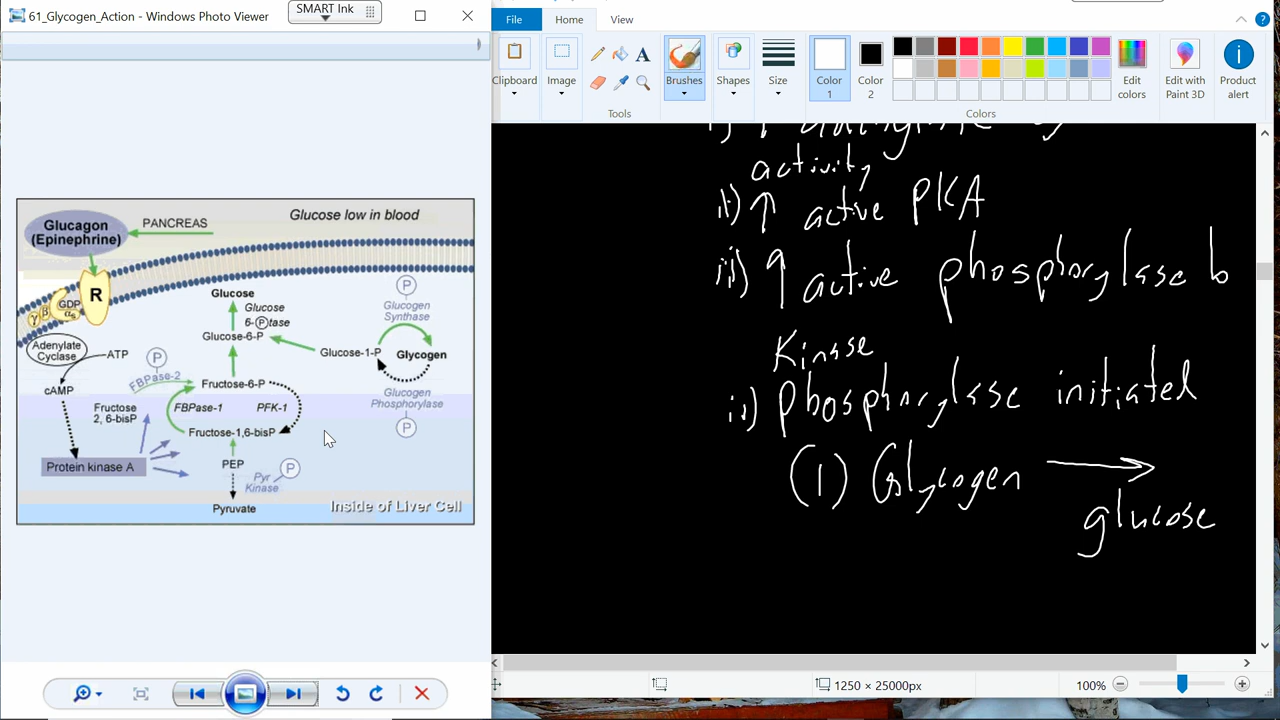 61_Glycogen_Action - Windows Photo Viewer
SMART Ink
File
Home
View
Clipboard
Image
Tools
Brushes
Shapes
Size
Color 1
Color 2
Edit colors
Edit with Paint 3D
Product alert
Colors
Glucose low in blood
PANCREAS
Glucagon
(Epinephrine)
R
GDP
γ
β
Adenylate
Cyclase
ATP
cAMP
Protein kinase A
Glucose
Glucose
6-Ptase
Glucose-6-P
Glucose-1-P
Glycogen
P
Glycogen
Synthase
Glycogen
Phosphorylase
P
P
FBPase-2
Fructose
2, 6-bisP
Fructose-6-P
FBPase-1
PFK-1
Fructose-1,6-bisP
PEP
Pyr
Kinase
P
Pyruvate
Inside of Liver Cell
activity
ii) ↑ active PKA
iii) ↑ active phosphorylase b
Kinase
iv) phosphorylase initiated
(1) Glycogen →
glucose
1250 × 25000px
100%